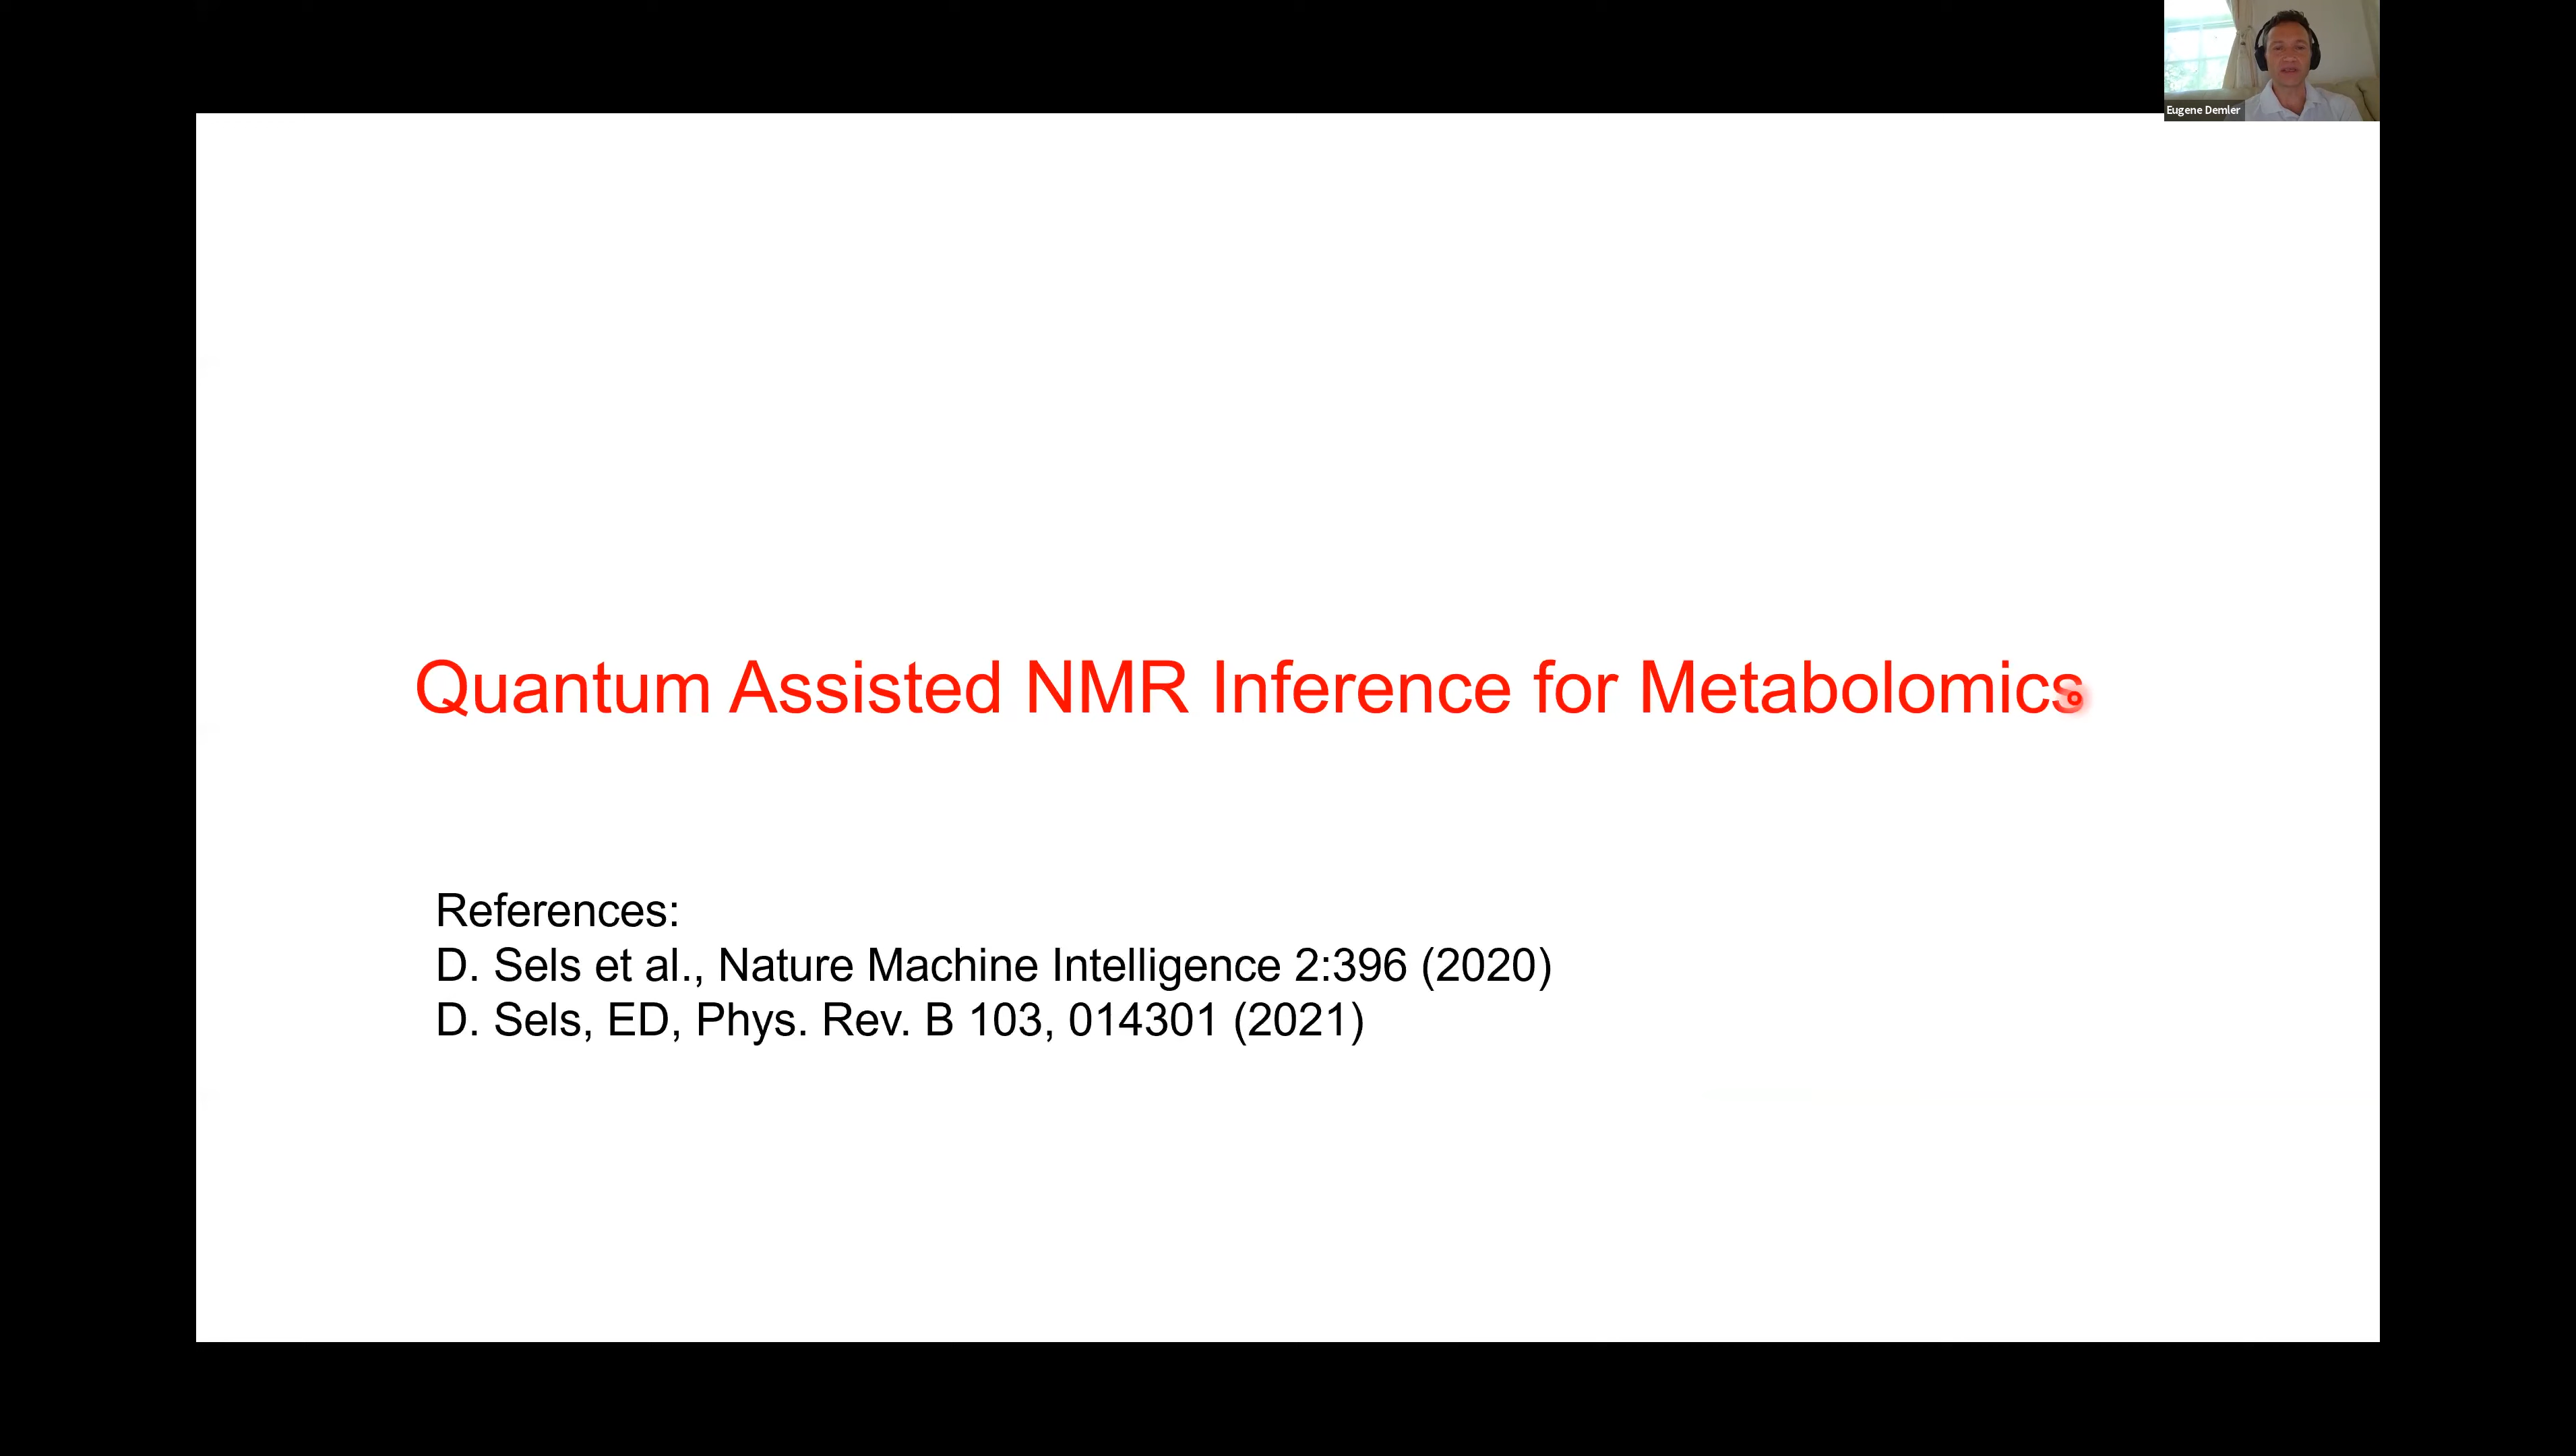 Eugene Demler
Quantum Assisted NMR Inference for Metabolomics
References:
D. Sels et al., Nature Machine Intelligence 2:396 (2020)
D. Sels, ED, Phys. Rev. B 103, 014301 (2021)